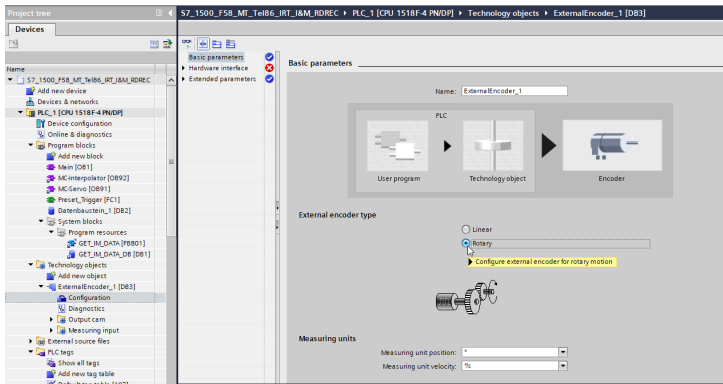 Project tree
S7_1500_F58_MT_Tel86_IRT_I&M_RDREC ▸ PLC_1 [CPU 1518F-4 PN/DP] ▸ Technology objects ▸ ExternalEncoder_1 [DB3]
Devices
Name
S7_1500_F58_MT_Tel86_IRT_I&M_RDREC
Add new device
Devices & networks
PLC_1 [CPU 1518F-4 PN/DP]
Device configuration
Online & diagnostics
Program blocks
Add new block
Main [OB1]
MC-Interpolator [OB92]
MC-Servo [OB91]
Preset_Trigger [FC1]
Datenbaustein_1 [DB2]
System blocks
Program resources
GET_IM_DATA [FB801]
GET_IM_DATA_DB [DB1]
Technology objects
Add new object
ExternalEncoder_1 [DB3]
Configuration
Diagnostics
Output cam
Measuring input
External source files
PLC tags
Show all tags
Add new tag table
Basic parameters
Hardware interface
Extended parameters
Basic parameters
Name: ExternalEncoder_1
PLC
User program
Technology object
Encoder
External encoder type
Linear
Rotary
Configure external encoder for rotary motion
Measuring units
Measuring unit position: °
Measuring unit velocity: °/s